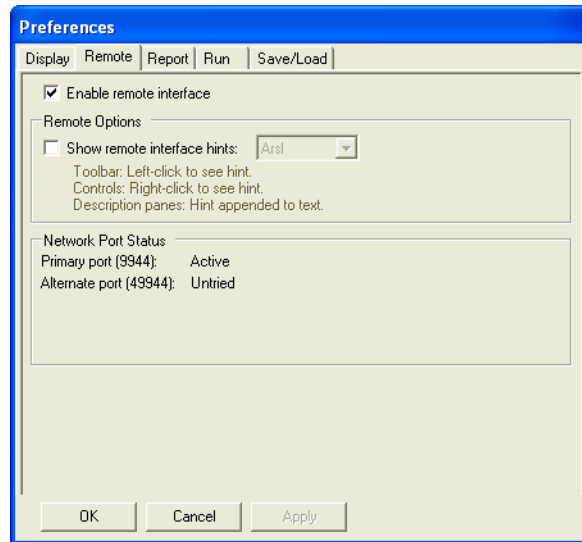 Preferences
Display Remote Report Run Save/Load
Enable remote interface
Remote Options
Show remote interface hints: Arsl
Toolbar: Left-click to see hint.
Controls: Right-click to see hint.
Description panes: Hint appended to text.
Network Port Status
Primary port (9944): Active
Alternate port (49944): Untried
OK Cancel Apply